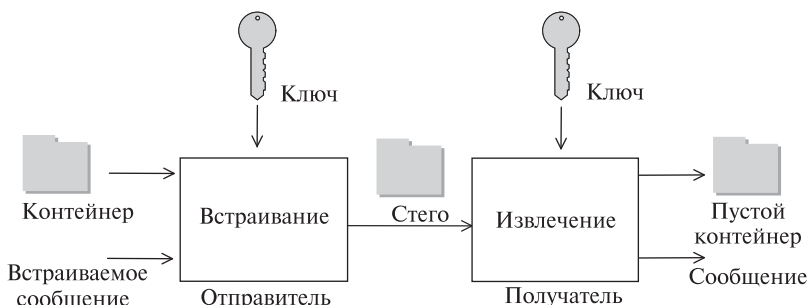 Ключ
Ключ
Контейнер
Встраивание
Стего
Извлечение
Пустой
контейнер
Встраиваемое
сообщение
Отправитель
Получатель
Сообщение